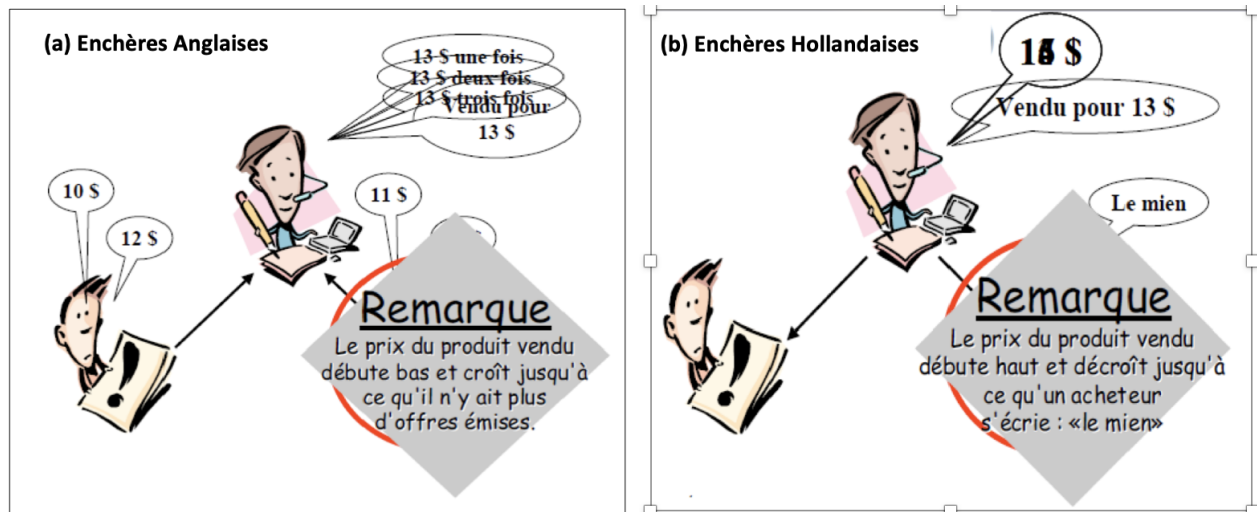 (a) Enchères Anglaises
13 $ une fois
13 $ deux fois
13 $ trois fois
Vendu pour
13 $
10 $
12 $
11 $
Remarque
Le prix du produit vendu
débute bas et croît jusqu'à
ce qu'il n'y ait plus
d'offres émises.
(b) Enchères Hollandaises
$
Vendu pour 13 $
Le mien
Remarque
Le prix du produit vendu
débute haut et décroît jusqu'à
ce qu'un acheteur
s'écrie : «le mien»